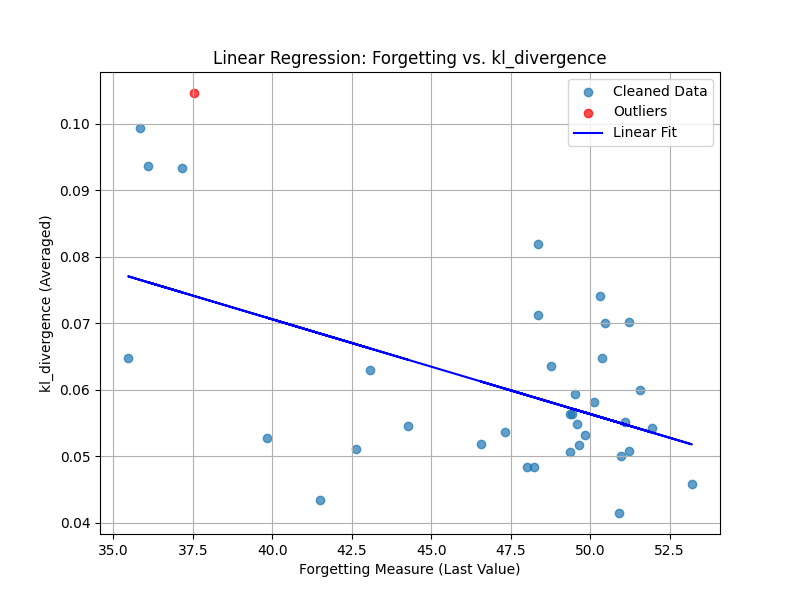 Linear Regression: Forgetting vs. kl_divergence
Cleaned Data
Outliers
Linear Fit
kl_divergence (Averaged)
0.10
0.09
0.08
0.07
0.06
0.05
0.04
35.0 37.5 40.0 42.5 45.0 47.5 50.0 52.5
Forgetting Measure (Last Value)